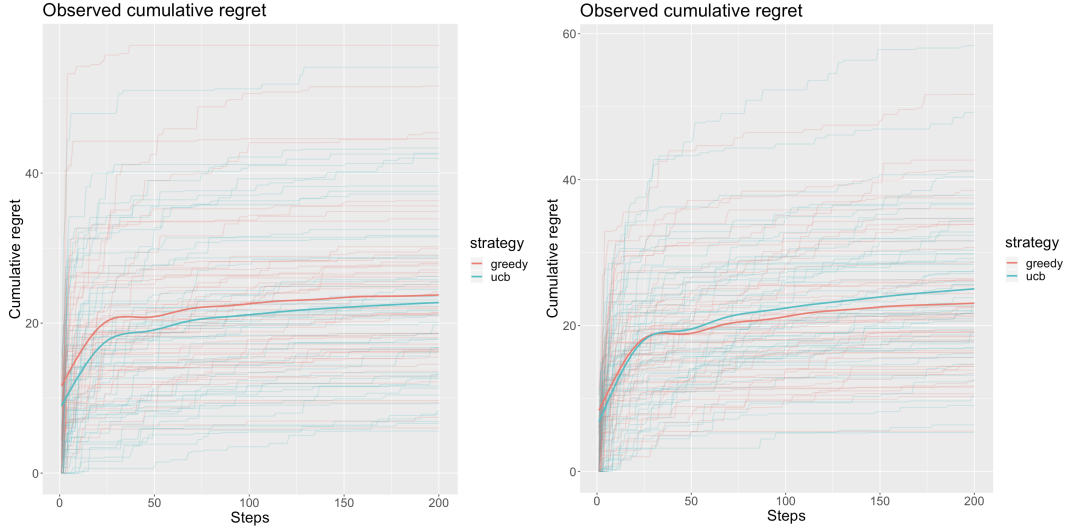 Observed cumulative regret
Cumulative regret
40
20
0
0 50 100 150 200
Steps
strategy
greedy
ucb
Observed cumulative regret
Cumulative regret
60
40
20
0
0 50 100 150 200
Steps
strategy
greedy
ucb